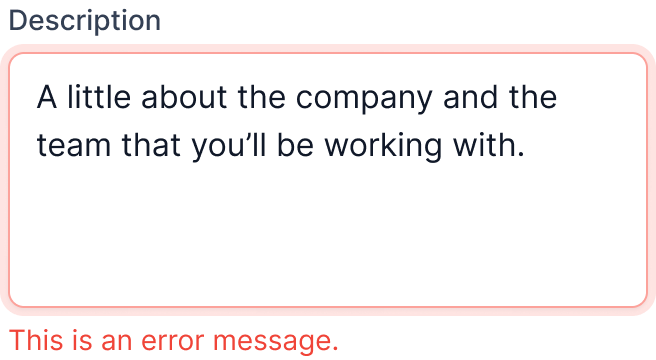 Description
A little about the company and the
team that you’ll be working with.
This is an error message.